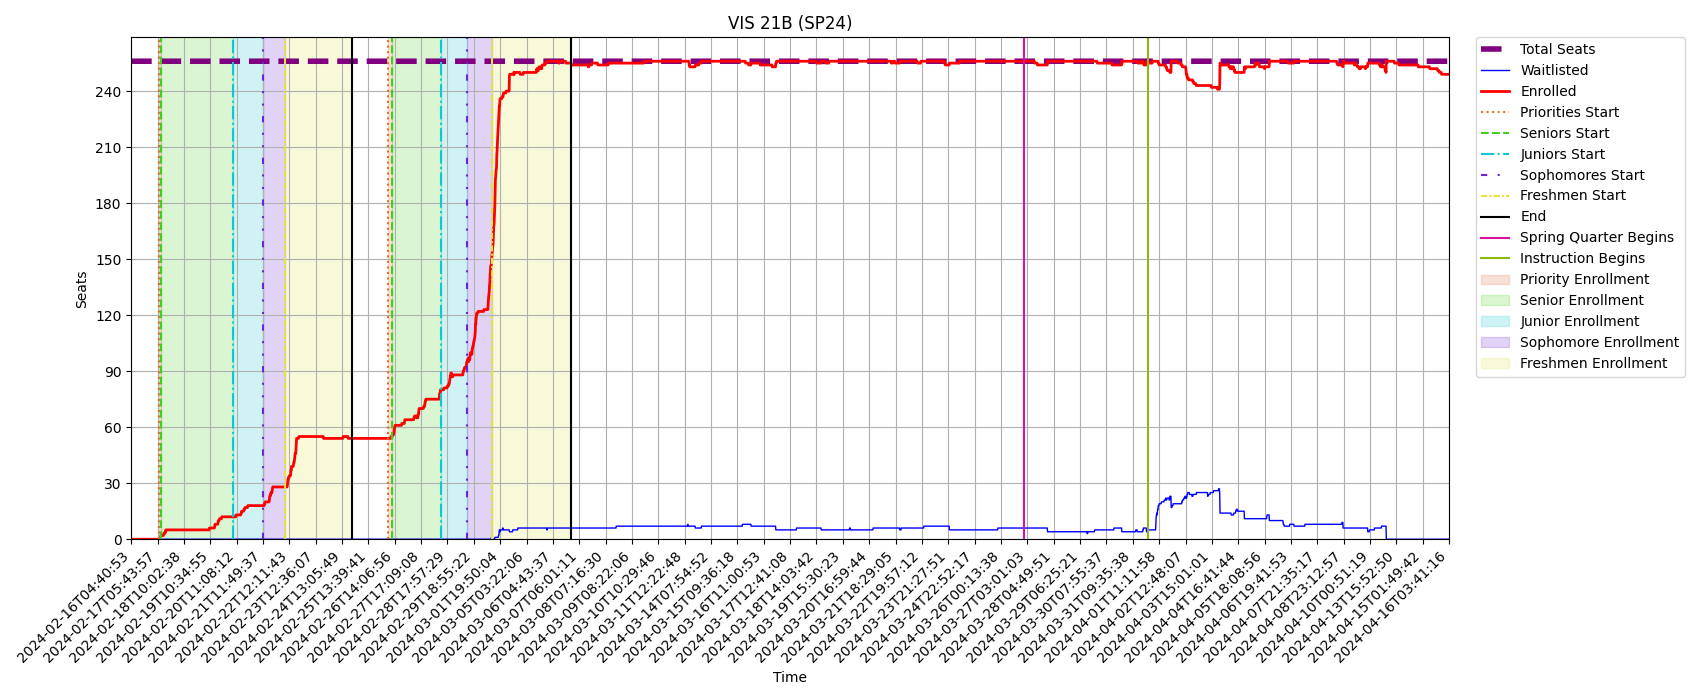 VIS 21B (SP24)
Total Seats
Waitlisted
Enrolled
Priorities Start
Seniors Start
Juniors Start
Sophomores Start
Freshmen Start
End
Spring Quarter Begins
Instruction Begins
Priority Enrollment
Senior Enrollment
Junior Enrollment
Sophomore Enrollment
Freshmen Enrollment
Seats
240
210
180
150
120
90
60
30
0
2024-02-16T04:40:53
2024-02-17T05:43:57
2024-02-18T10:02:38
2024-02-19T10:34:55
2024-02-20T11:08:12
2024-02-21T11:49:37
2024-02-22T12:11:43
2024-02-23T12:36:07
2024-02-24T13:05:49
2024-02-25T13:39:41
2024-02-26T14:06:56
2024-02-27T17:09:08
2024-02-28T17:57:29
2024-02-29T18:55:22
2024-03-01T19:50:04
2024-03-05T03:22:06
2024-03-06T04:43:37
2024-03-07T06:01:11
2024-03-08T07:16:30
2024-03-09T08:22:06
2024-03-10T10:29:46
2024-03-11T12:22:48
2024-03-14T07:54:52
2024-03-15T09:36:19
2024-03-16T11:00:53
2024-03-17T12:41:08
2024-03-18T14:03:42
2024-03-19T15:30:23
2024-03-20T16:59:44
2024-03-21T18:29:05
2024-03-22T19:57:12
2024-03-23T21:27:51
2024-03-24T22:52:17
2024-03-26T00:13:38
2024-03-27T03:01:03
2024-03-28T04:49:51
2024-03-29T06:25:21
2024-03-30T07:55:37
2024-03-31T09:35:38
2024-04-01T11:11:58
2024-04-02T12:48:07
2024-04-03T15:01:01
2024-04-04T16:41:44
2024-04-05T18:08:56
2024-04-06T19:41:53
2024-04-07T21:35:17
2024-04-08T23:12:57
2024-04-10T00:51:19
2024-04-13T15:52:50
2024-04-15T01:49:42
2024-04-16T03:41:16
Time